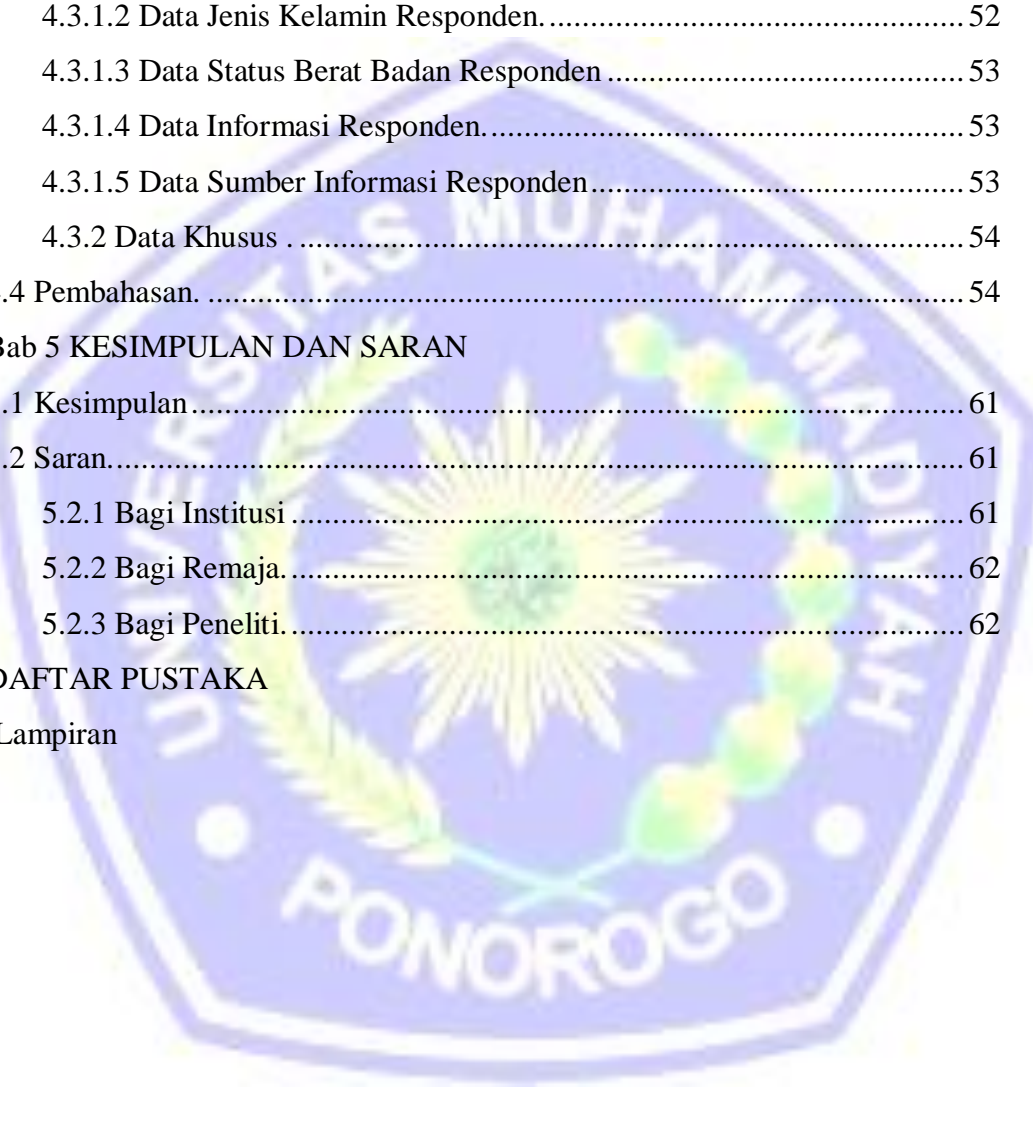 4.3.1.2 Data Jenis Kelamin Responden. ........................................................ 52
4.3.1.3 Data Status Berat Badan Responden ................................................. 53
4.3.1.4 Data Informasi Responden. ................................................................ 53
4.3.1.5 Data Sumber Informasi Responden ................................................... 53
4.3.2 Data Khusus . ........................................................................................ 54
.4 Pembahasan. ................................................................................................... 54
Bab 5 KESIMPULAN DAN SARAN
.1 Kesimpulan ..................................................................................................... 61
.2 Saran. ............................................................................................................... 61
5.2.1 Bagi Institusi ......................................................................................... 61
5.2.2 Bagi Remaja. ......................................................................................... 62
5.2.3 Bagi Peneliti. ......................................................................................... 62
DAFTAR PUSTAKA
Lampiran
UNIVERSITAS MUHAMMADIYAH
PONOROGO